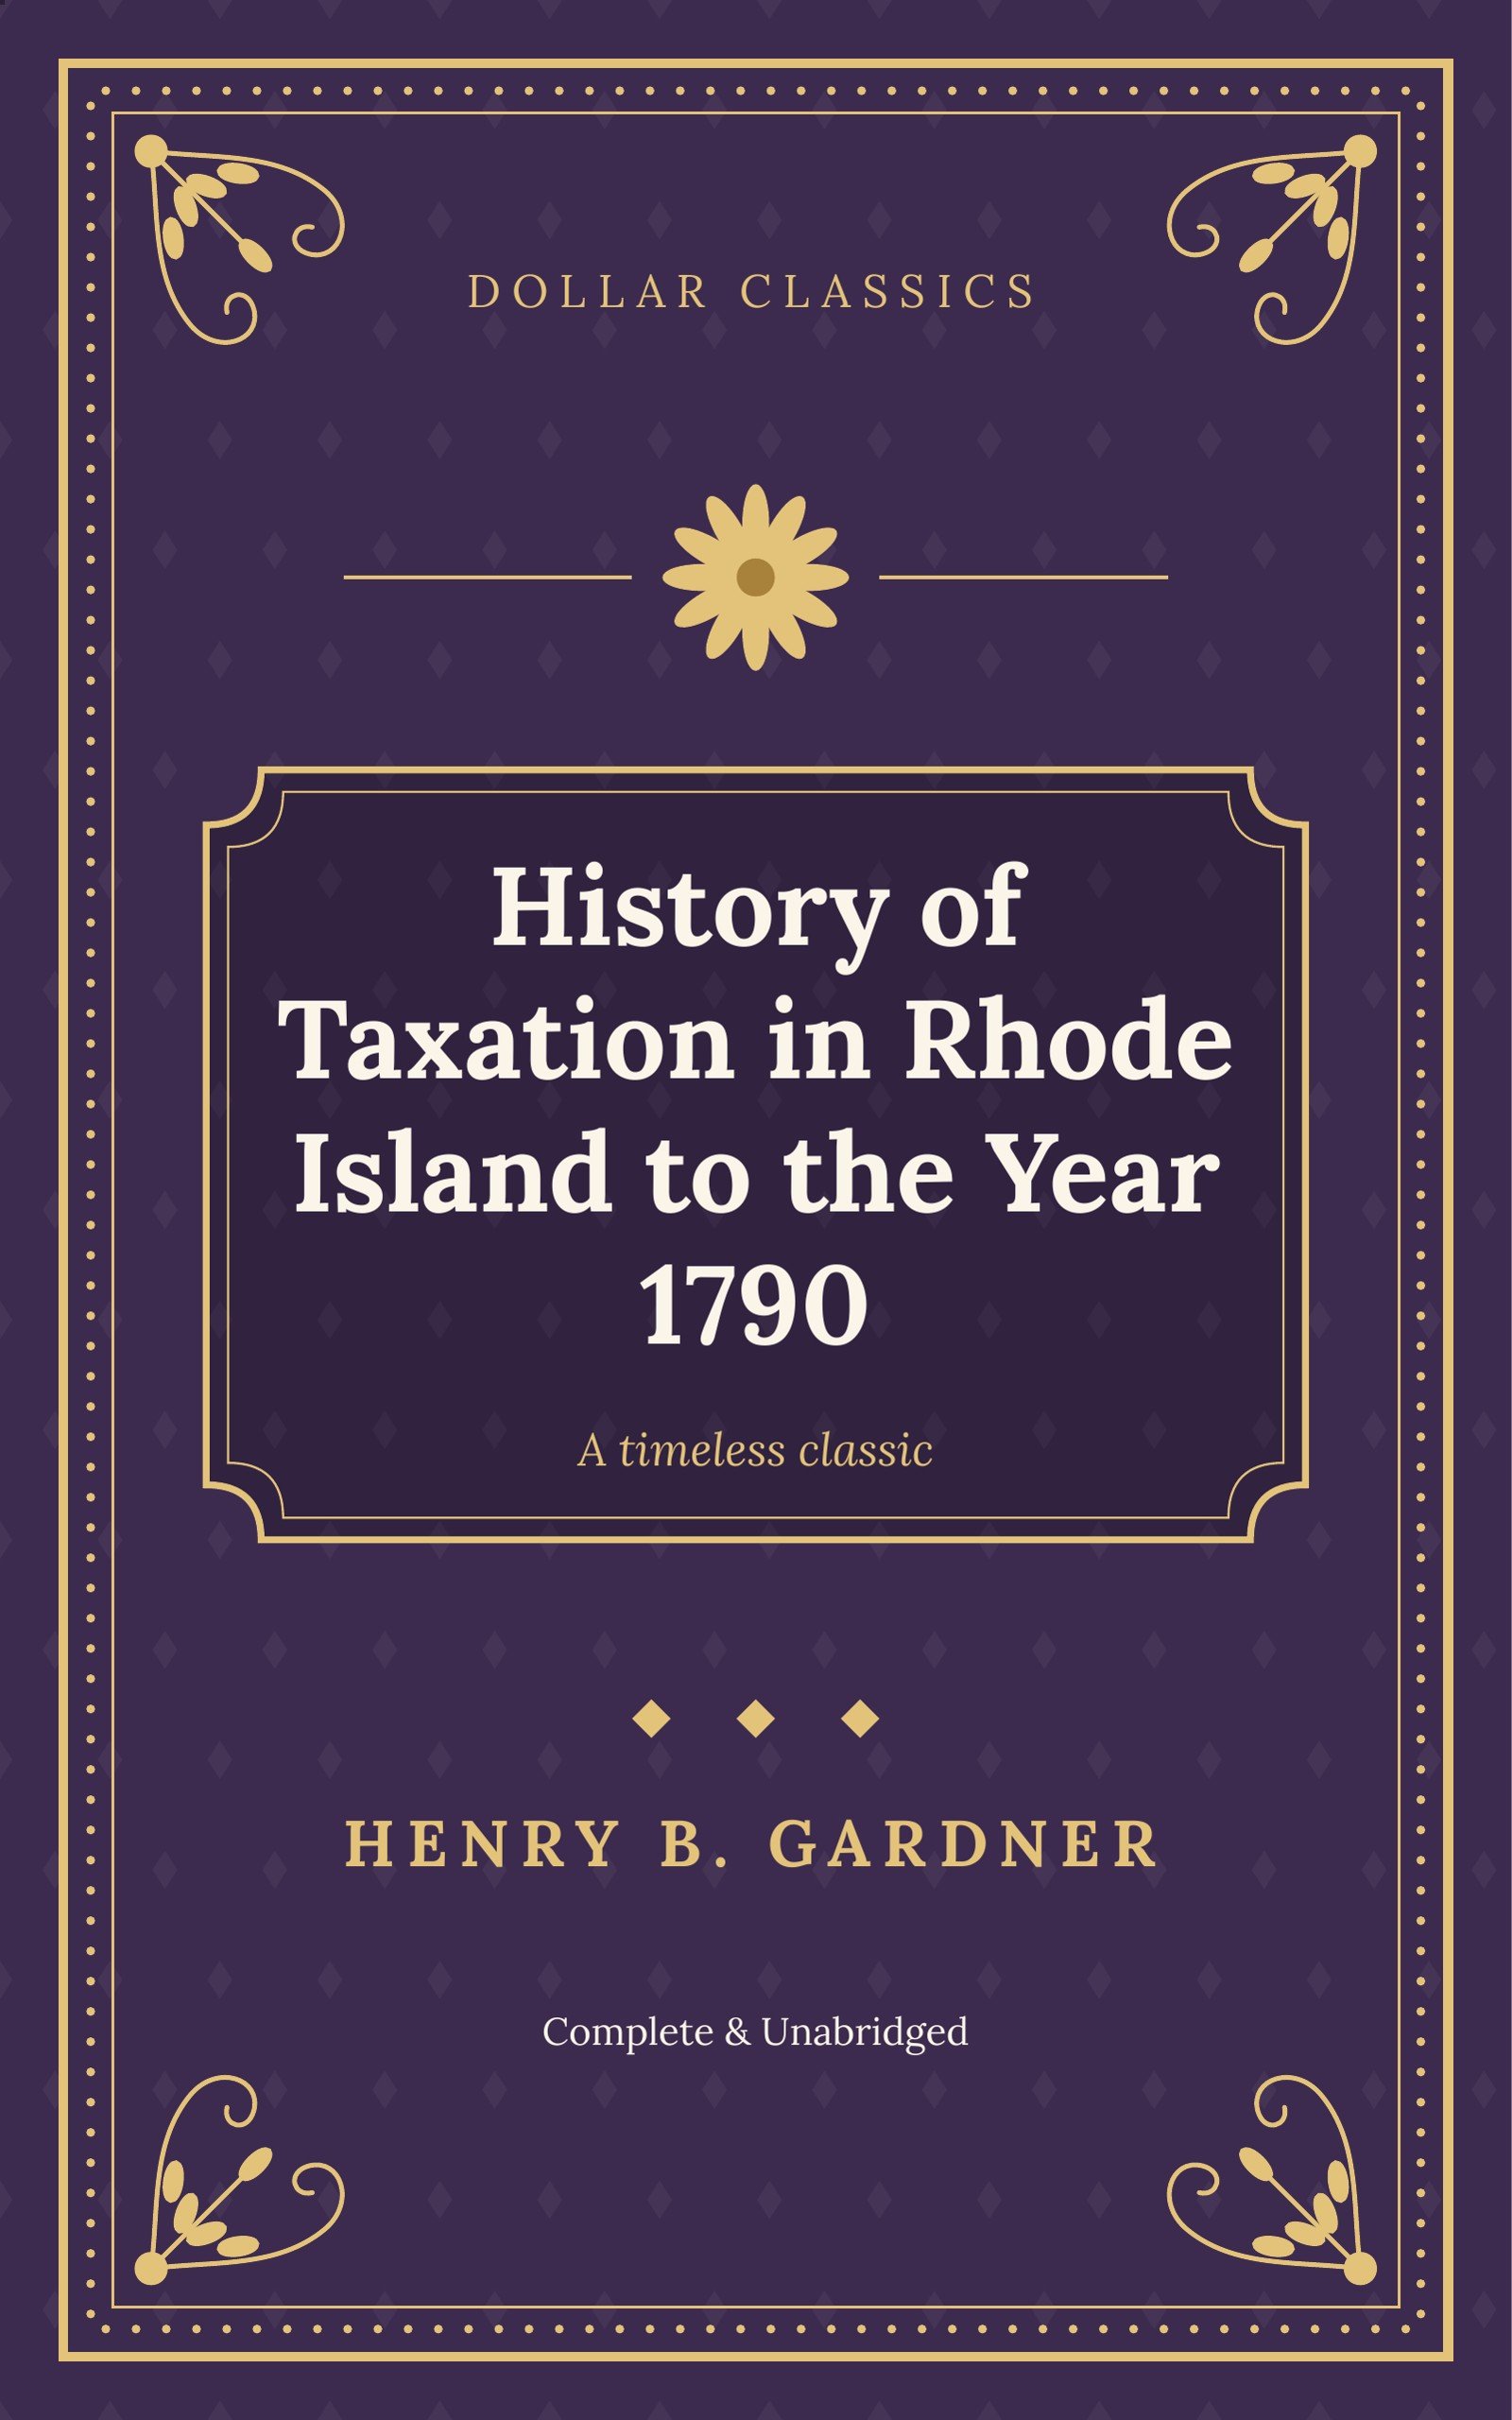 DOLLAR CLASSICS
History of
Taxation in Rhode
Island to the Year
1790
A timeless classic
HENRY B. GARDNER
Complete & Unabridged